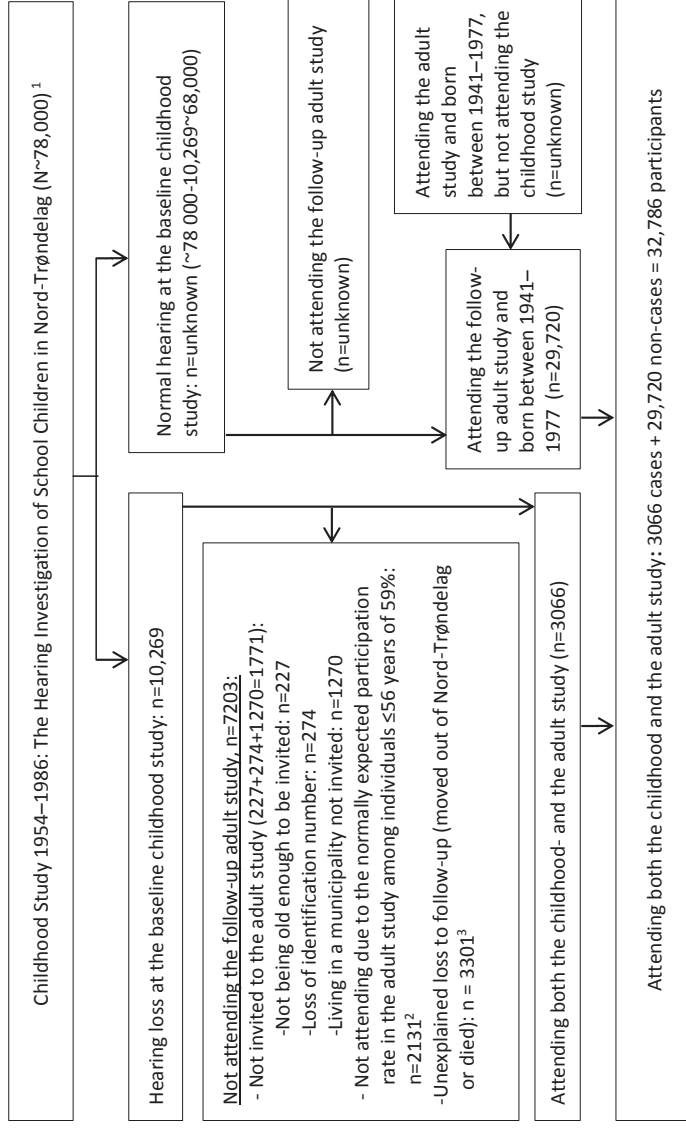 Childhood Study 1954–1986: The Hearing Investigation of School Children in Nord-Trøndelag (N~78,000) ¹
Hearing loss at the baseline childhood study: n=10,269
Normal hearing at the baseline childhood
study: n=unknown (~78 000-10,269~68,000)
Not attending the follow-up adult study, n=7203:
- Not invited to the adult study (227+274+1270=1771):
-Not being old enough to be invited: n=227
-Loss of identification number: n=274
-Living in a municipality not invited: n=1270
- Not attending due to the normally expected participation
rate in the adult study among individuals ≤56 years of 59%:
n=2131²
-Unexplained loss to follow-up (moved out of Nord-Trøndelag
or died): n = 3301³
Not attending the follow-up adult study
(n=unknown)
Attending the follow-
up adult study and
born between 1941–
1977 (n=29,720)
Attending the adult
study and born
between 1941–1977,
but not attending the
childhood study
(n=unknown)
Attending both the childhood- and the adult study (n=3066)
Attending both the childhood and the adult study: 3066 cases + 29,720 non-cases = 32,786 participants